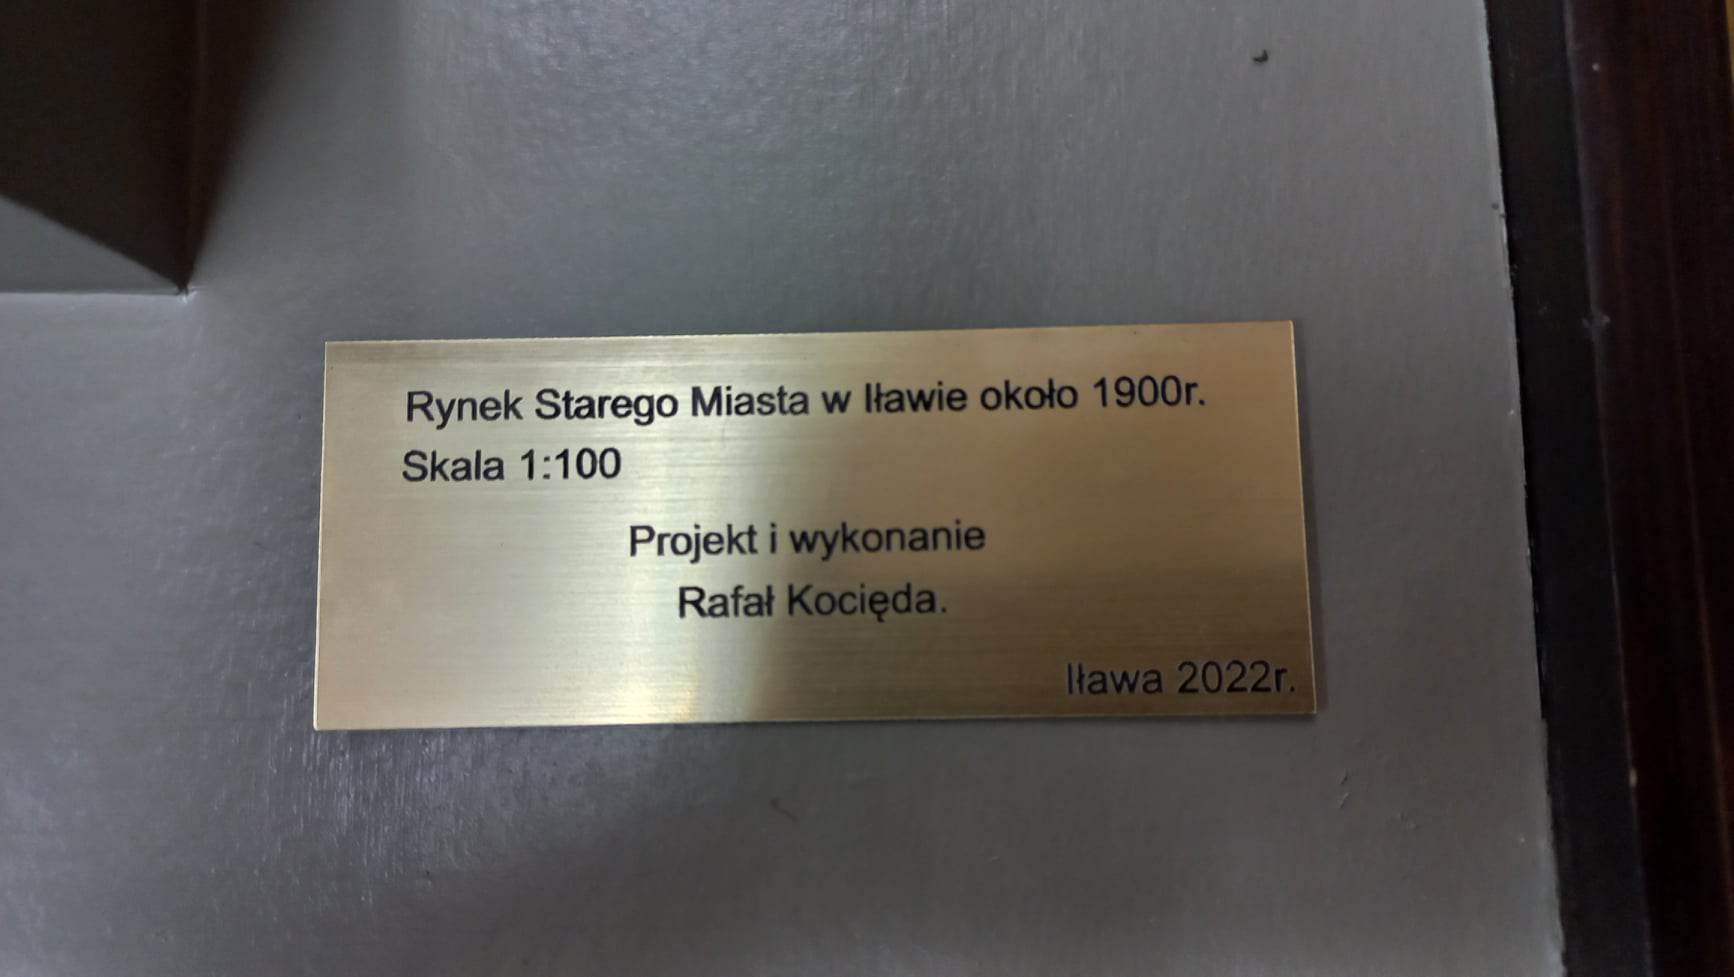 Rynek Starego Miasta w Iławie około 1900r.
Skala 1:100
Projekt i wykonanie
Rafał Kocięda.
Iława 2022r.